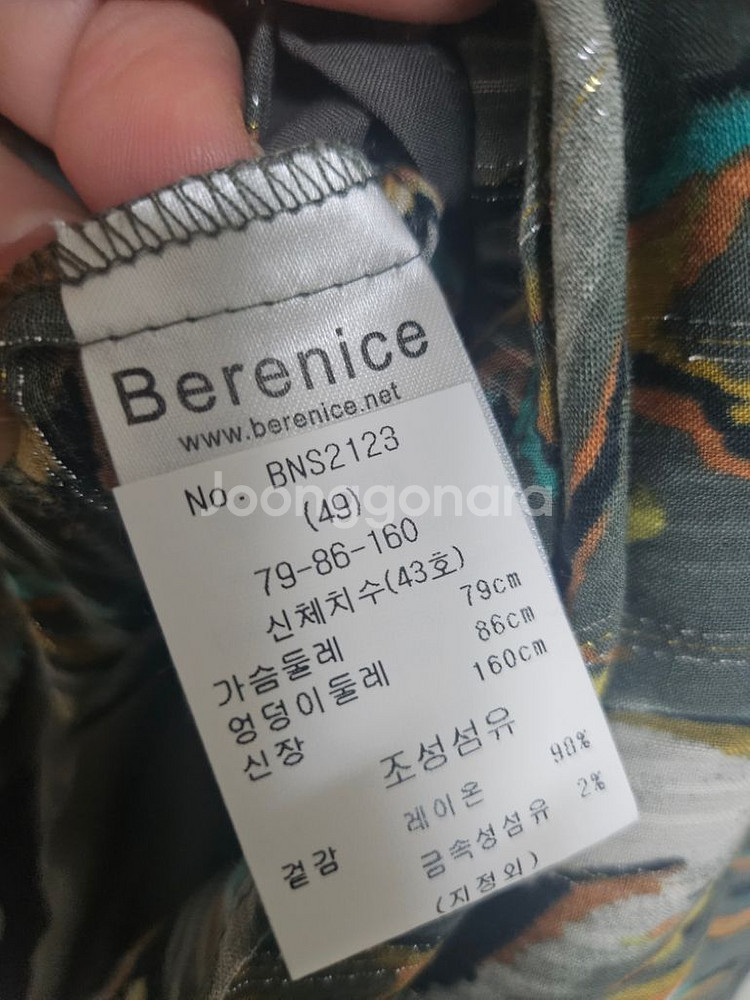 Berenice
www.berenice.net
No. BNS2123
(49)
79-86-160
신체치수(43호)
가슴둘레 79cm
엉덩이둘레 86cm
신장 160cm
조성섬유
겉감 레이온 98%
금속성섬유 2%
(지정외)
Joonggonara